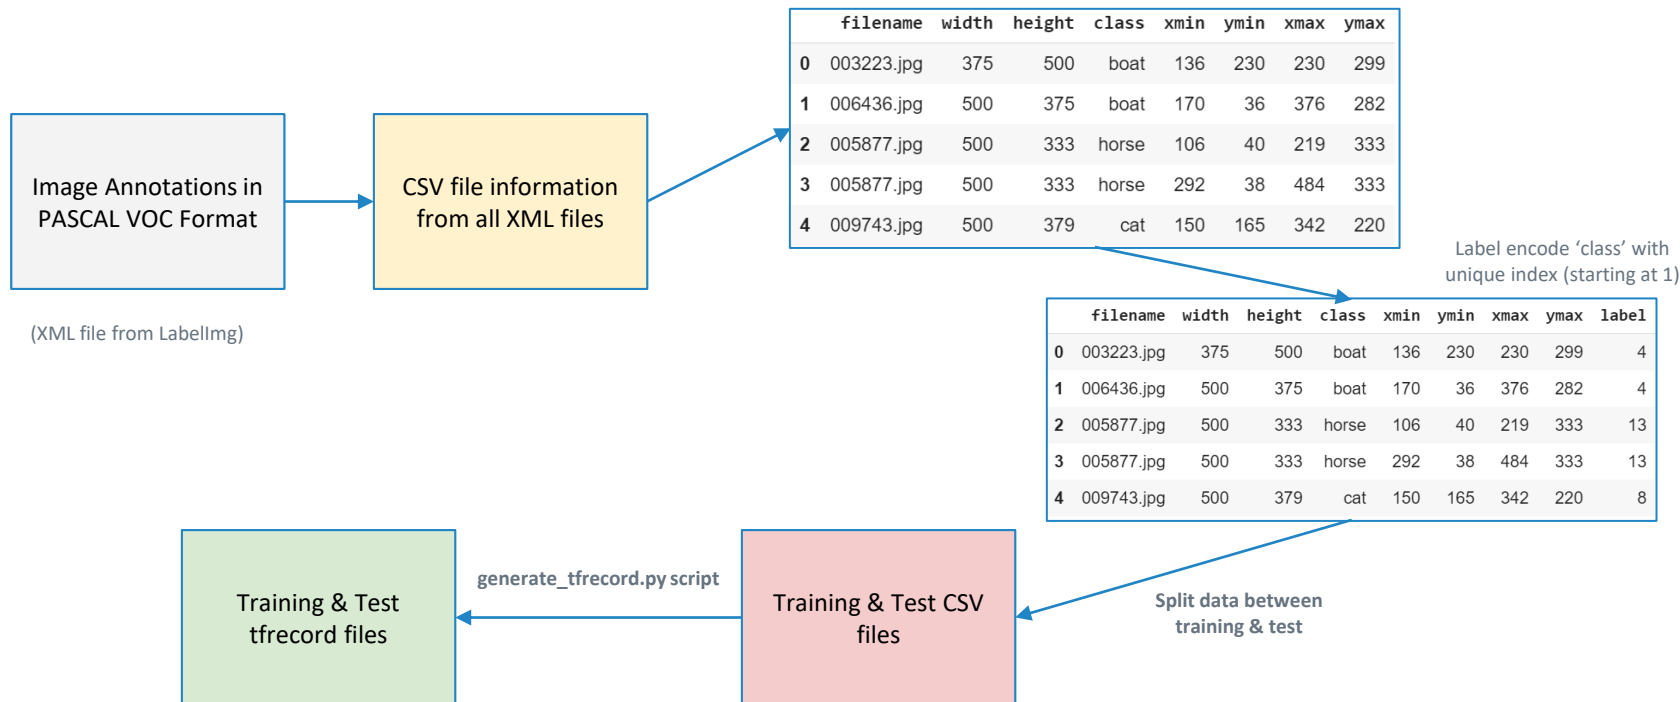 Image Annotations in
PASCAL VOC Format
(XML file from LabelImg)
CSV file information
from all XML files
filename width height class xmin ymin xmax ymax
0 003223.jpg 375 500 boat 136 230 230 299
1 006436.jpg 500 375 boat 170 36 376 282
2 005877.jpg 500 333 horse 106 40 219 333
3 005877.jpg 500 333 horse 292 38 484 333
4 009743.jpg 500 379 cat 150 165 342 220
Label encode ‘class’ with
unique index (starting at 1)
filename width height class xmin ymin xmax ymax label
0 003223.jpg 375 500 boat 136 230 230 299 4
1 006436.jpg 500 375 boat 170 36 376 282 4
2 005877.jpg 500 333 horse 106 40 219 333 13
3 005877.jpg 500 333 horse 292 38 484 333 13
4 009743.jpg 500 379 cat 150 165 342 220 8
Split data between
training & test
Training & Test CSV
files
generate_tfrecord.py script
Training & Test
tfrecord files